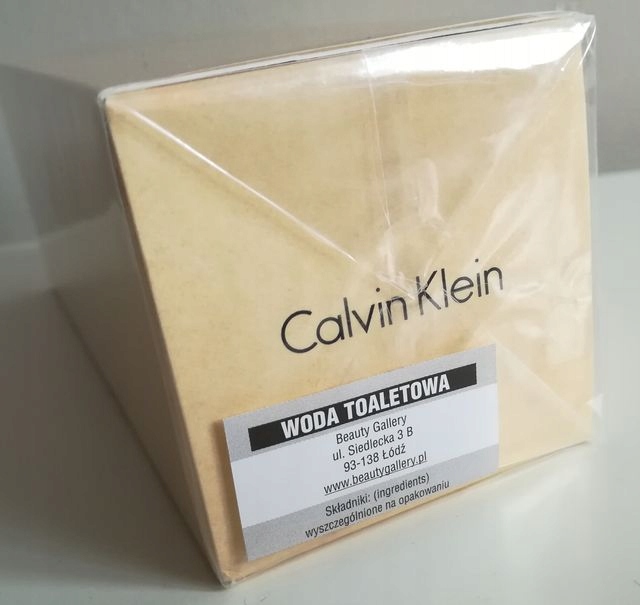 Calvin Klein
WODA TOALETOWA
Beauty Gallery
ul. Siedlecka 3 B
93-138 Łódź
www.beautygallery.pl
Składniki: (ingredients)
wyszczególnione na opakowaniu